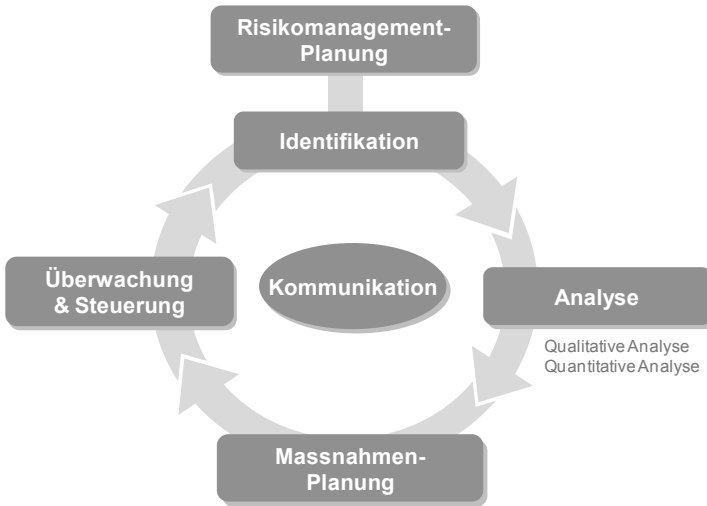 Risikomanagement-
Planung
Identifikation
Überwachung
& Steuerung
Kommunikation
Analyse
Qualitative Analyse
Quantitative Analyse
Massnahmen-
Planung